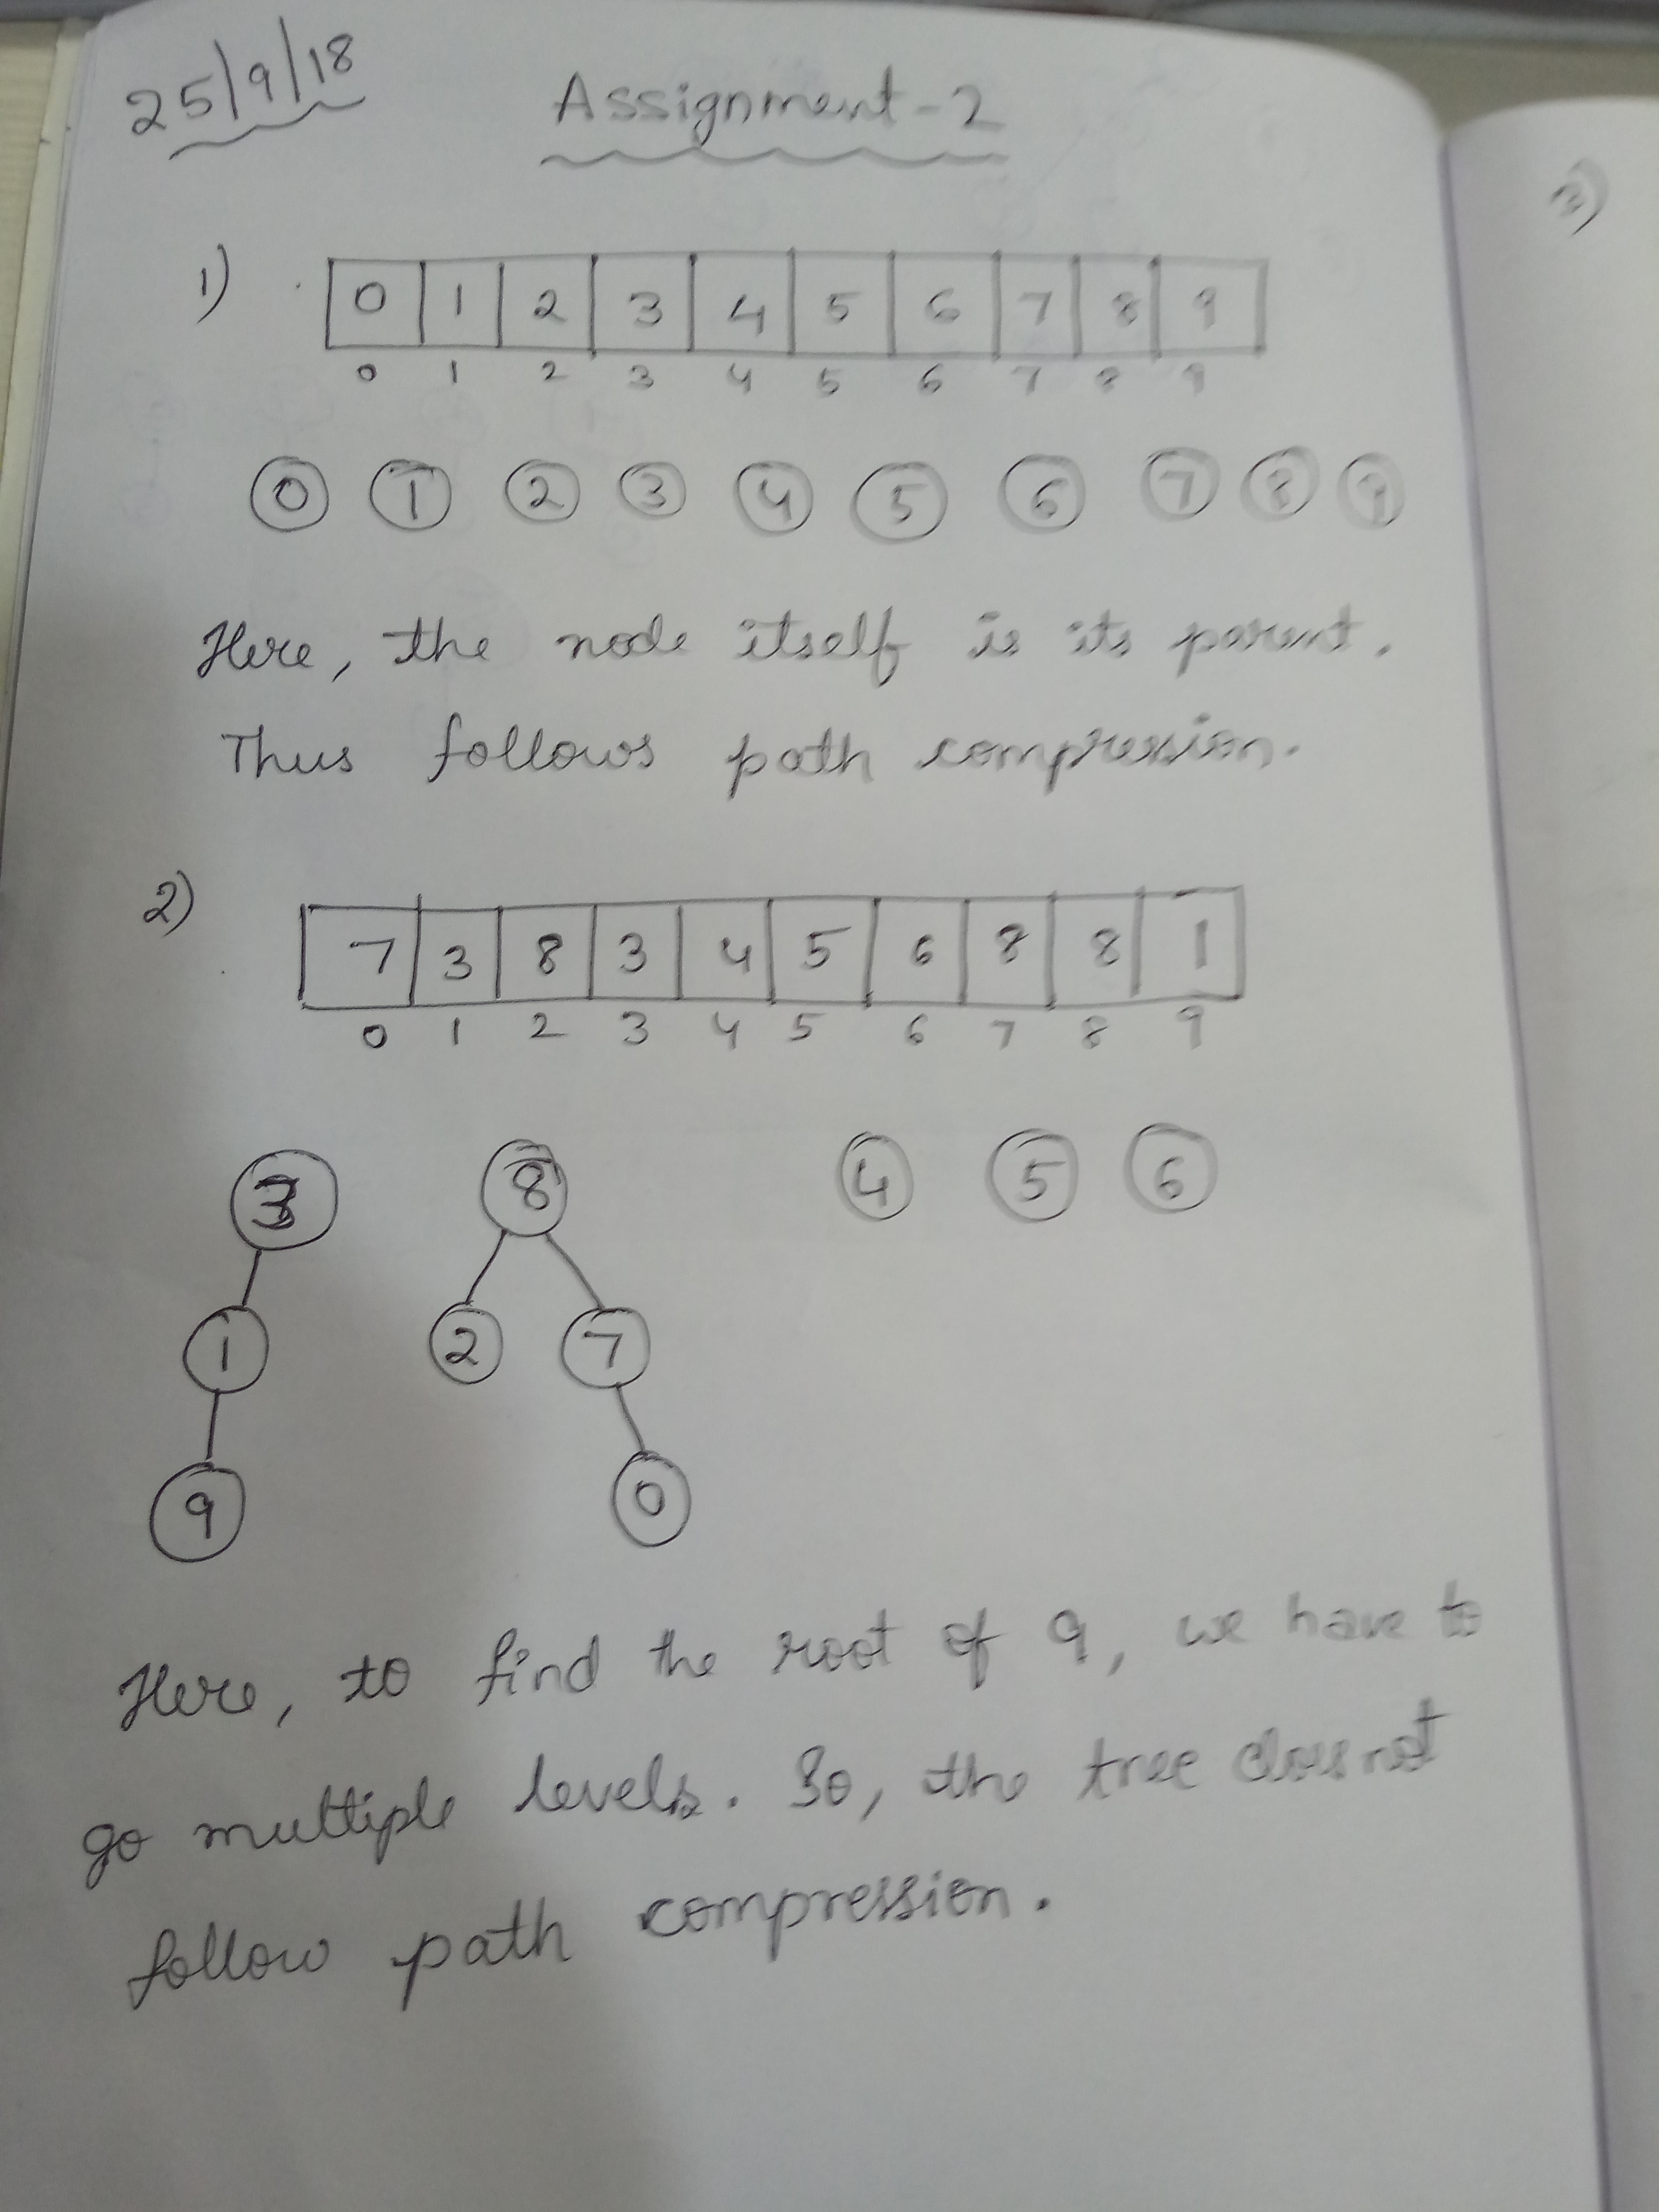 25/9/18
Assignment-2
1)
0 1 2 3 4 5 6 7 8 9
0 1 2 3 4 5 6 7 8 9
0 1 2 3 4 5 6 7 8 9
Here, the node itself is its parent.
Thus follows path compression.
2)
7 3 8 3 4 5 6 8 8 1
0 1 2 3 4 5 6 7 8 9
3 8 4 5 6
1 2 7
9 0
Here, to find the root of 9, we have to
go multiple levels. So, the tree does not
follow path compression.
3)